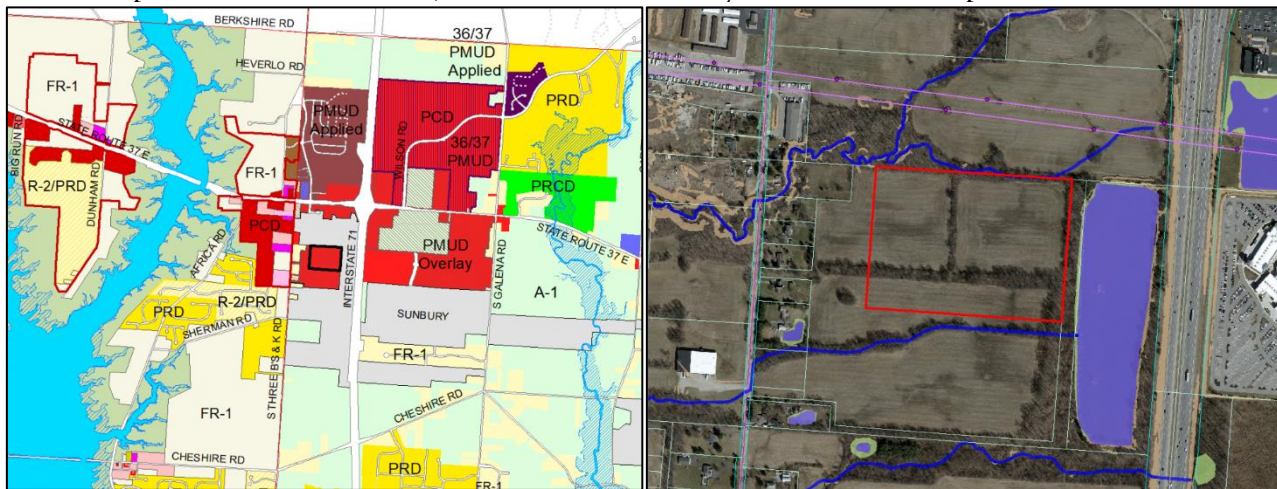 BERKSHIRE RD
36/37
PMUD
Applied
HEVERLO RD
FR-1
PMUD
Applied
PCD
PRD
STATE ROUTE 37 E
BIG RUN RD
DUNHAM RD
FR-1
WILSON RD
36/37
PMUD
R-2/PRD
PRCD
PCD
AFRICA RD
INTERSTATE 71
PMUD
Overlay
S GALENA RD
STATE ROUTE 37 E
R-2/PRD
A-1
PRD
SHERMAN RD
SUNBURY
S THREE B'S & K RD
FR-1
FR-1
CHESHIRE RD
CHESHIRE RD
PRD
FR-1